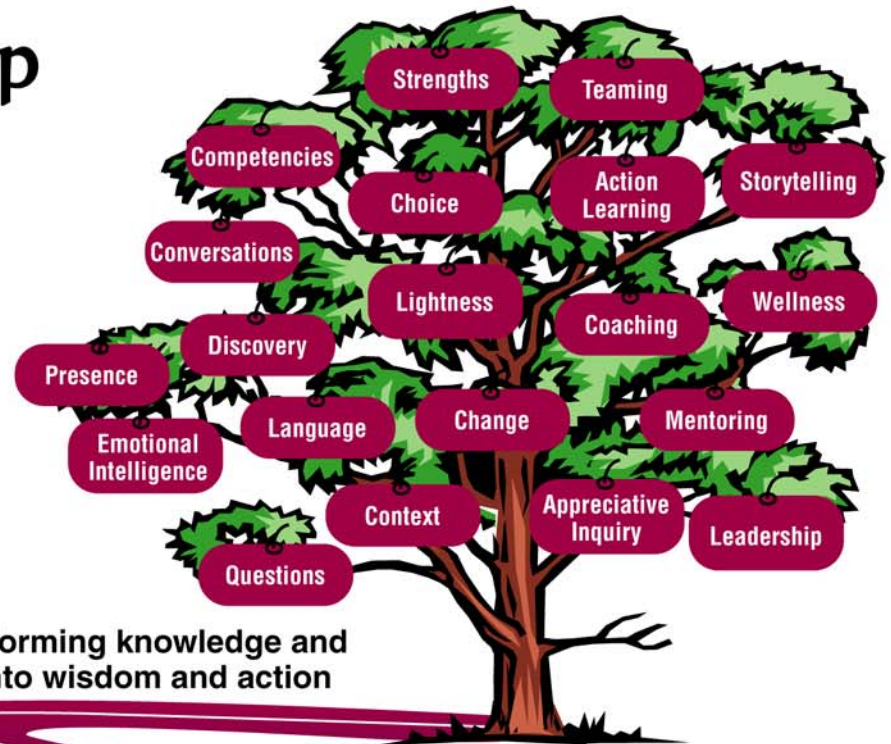 p
Strengths
Teaming
Competencies
Choice
Action
Learning
Storytelling
Conversations
Lightness
Coaching
Wellness
Discovery
Presence
Language
Change
Mentoring
Emotional
Intelligence
Context
Appreciative
Inquiry
Leadership
Questions
orming knowledge and
nto wisdom and action